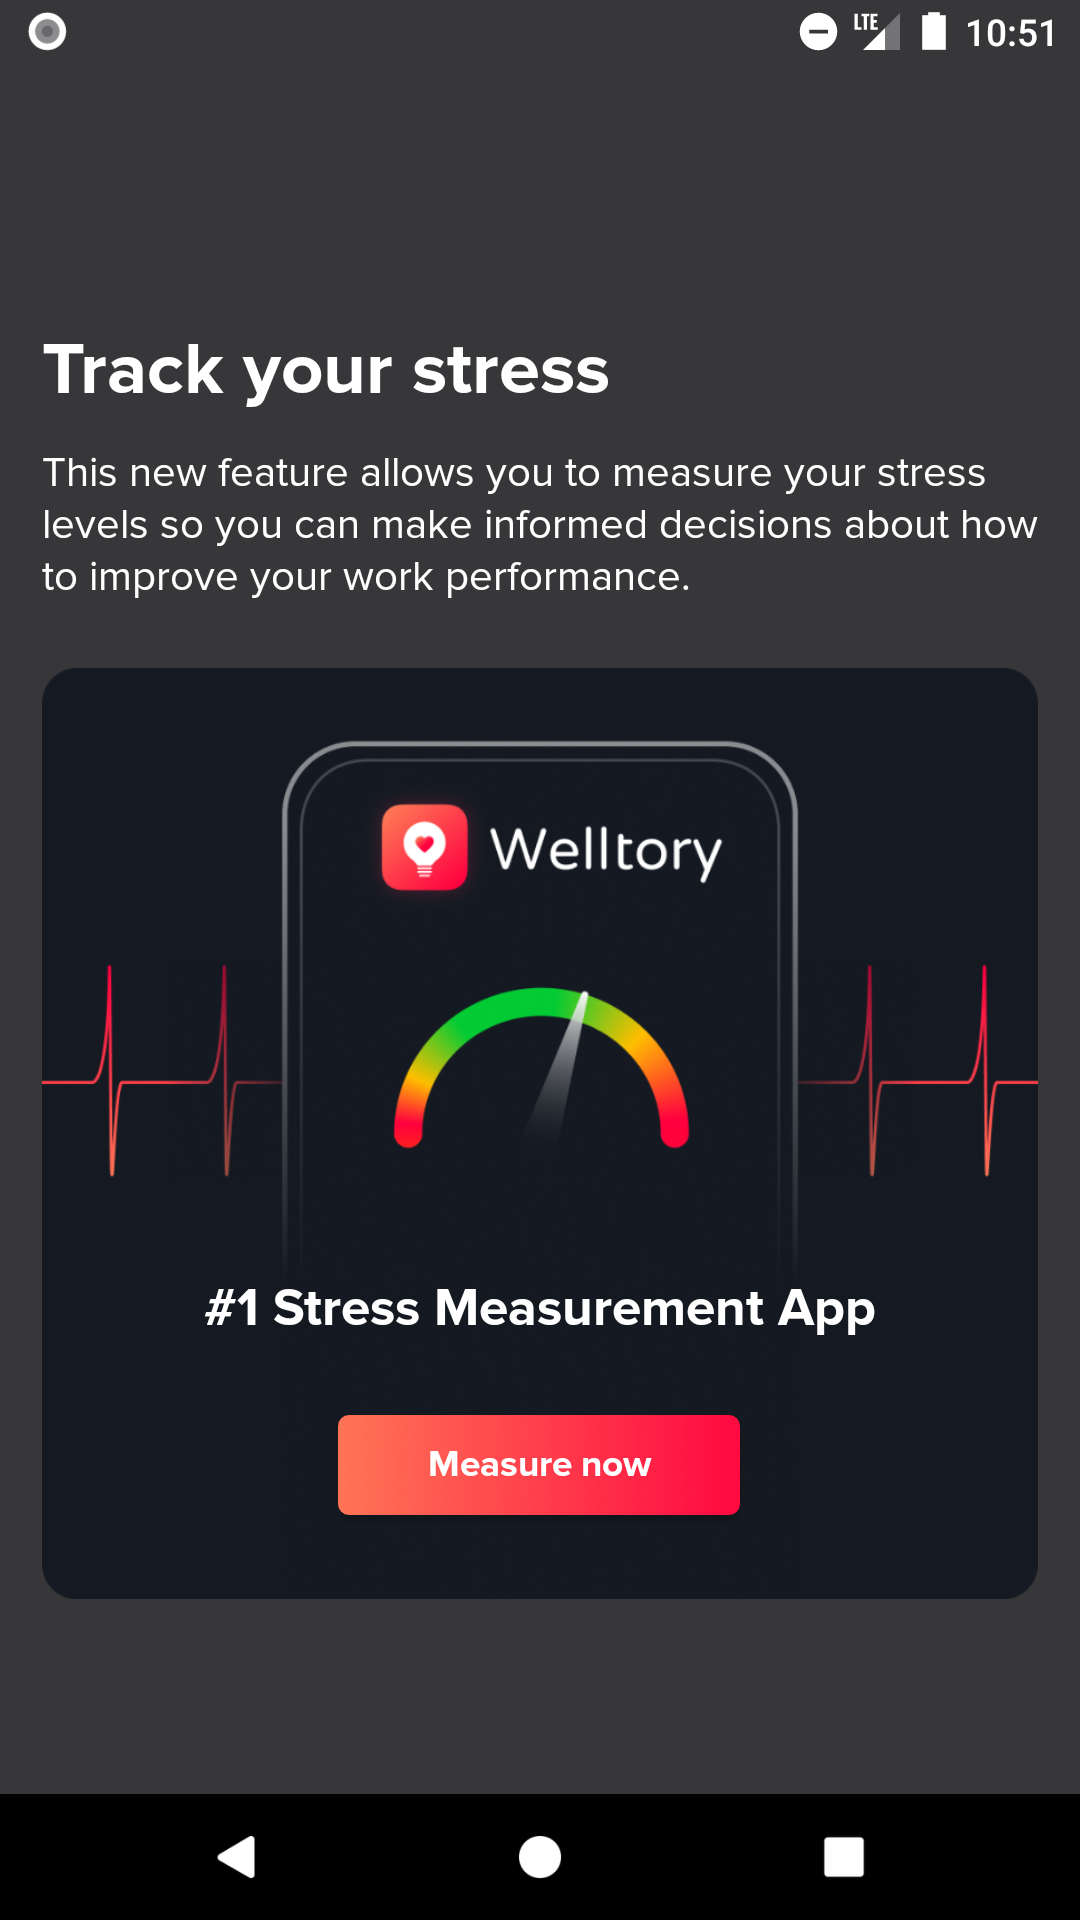 LTE 10:51
Track your stress
This new feature allows you to measure your stress
levels so you can make informed decisions about how
to improve your work performance.
Welltory
#1 Stress Measurement App
Measure now